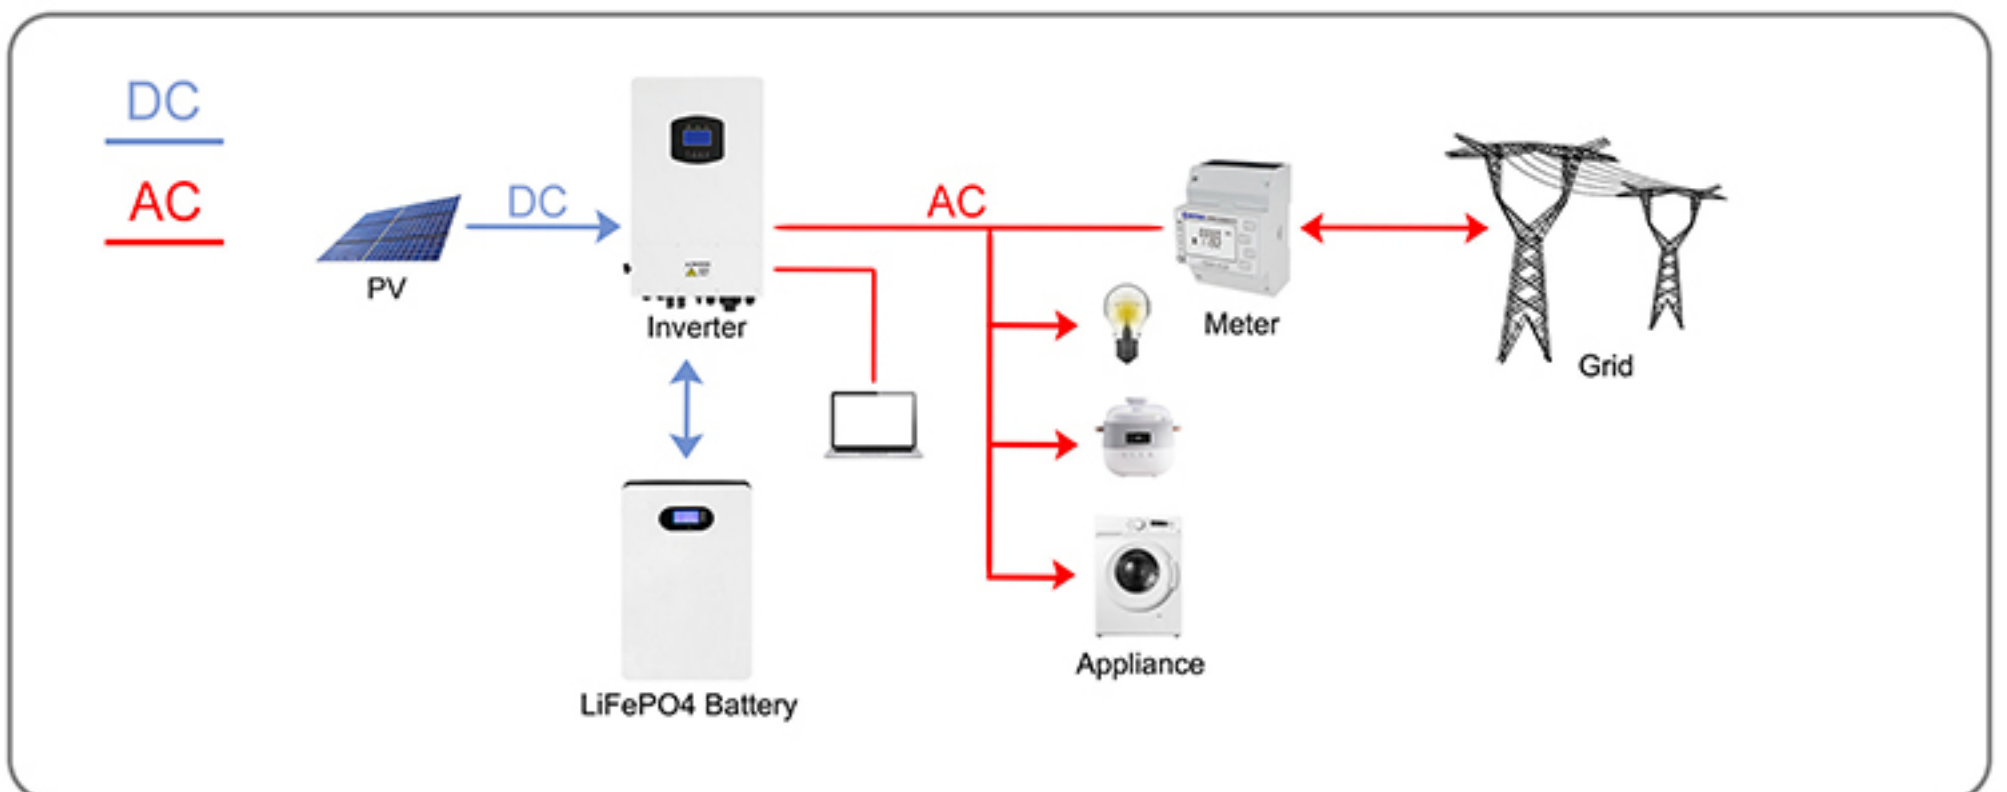 DC
AC
PV
DC
Inverter
AC
Meter
Grid
LiFePO4 Battery
Appliance